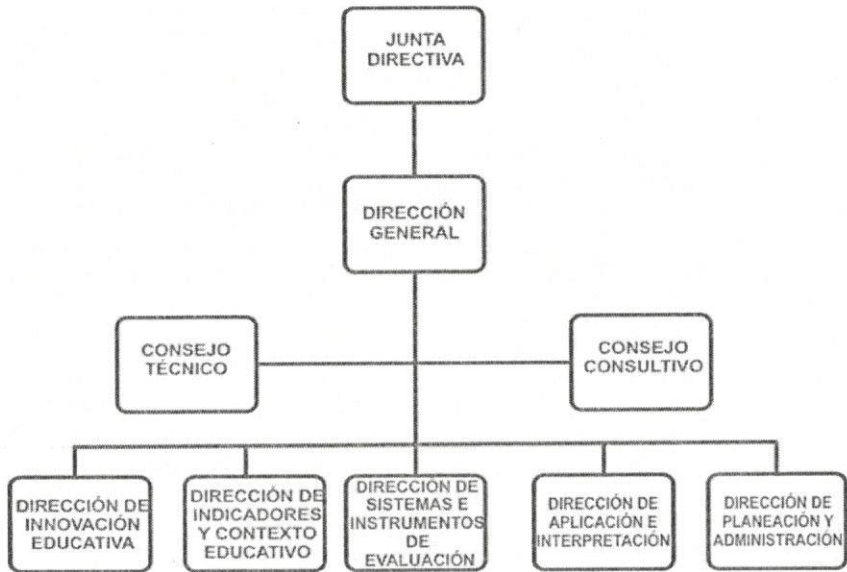 JUNTA
DIRECTIVA
DIRECCIÓN
GENERAL
CONSEJO
TÉCNICO
CONSEJO
CONSULTIVO
DIRECCIÓN DE
INNOVACIÓN
EDUCATIVA
DIRECCIÓN DE
INDICADORES
Y CONTEXTO
EDUCATIVO
DIRECCIÓN DE
SISTEMAS E
INSTRUMENTOS
DE
EVALUACIÓN
DIRECCIÓN DE
APLICACIÓN E
INTERPRETACIÓN
DIRECCIÓN DE
PLANEACIÓN Y
ADMINISTRACIÓN